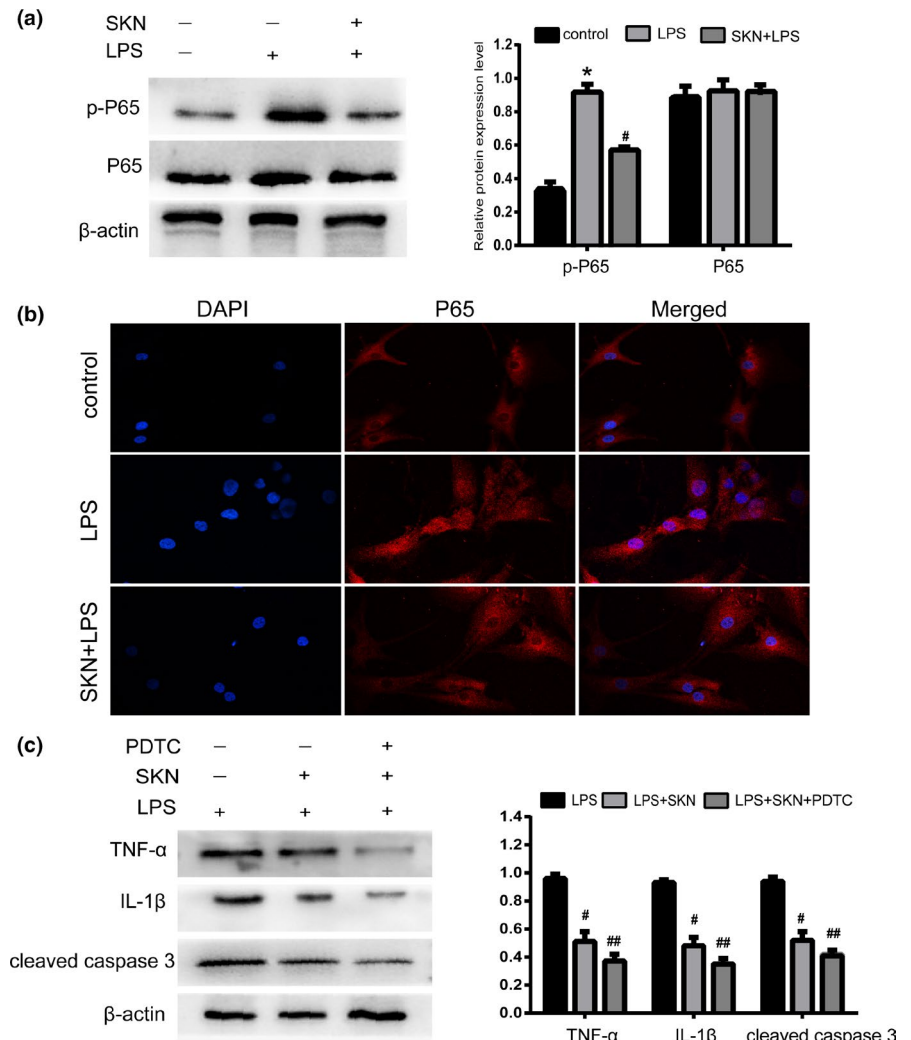 (a)
SKN – – +
LPS – + +
p-P65
P65
β-actin
control LPS SKN+LPS
Relative protein expression level
1.2
1.0
0.8
0.6
0.4
0.2
0.0
*
#
p-P65 P65
(b)
DAPI P65 Merged
control
LPS
SKN+LPS
(c)
PDTC – – +
SKN – + +
LPS + + +
TNF-α
IL-1β
cleaved caspase 3
β-actin
LPS LPS+SKN LPS+SKN+PDTC
1.4
1.2
1.0
0.8
0.6
0.4
0.2
0.0
# ## # ## # ##
TNF-α IL-1β cleaved caspase 3